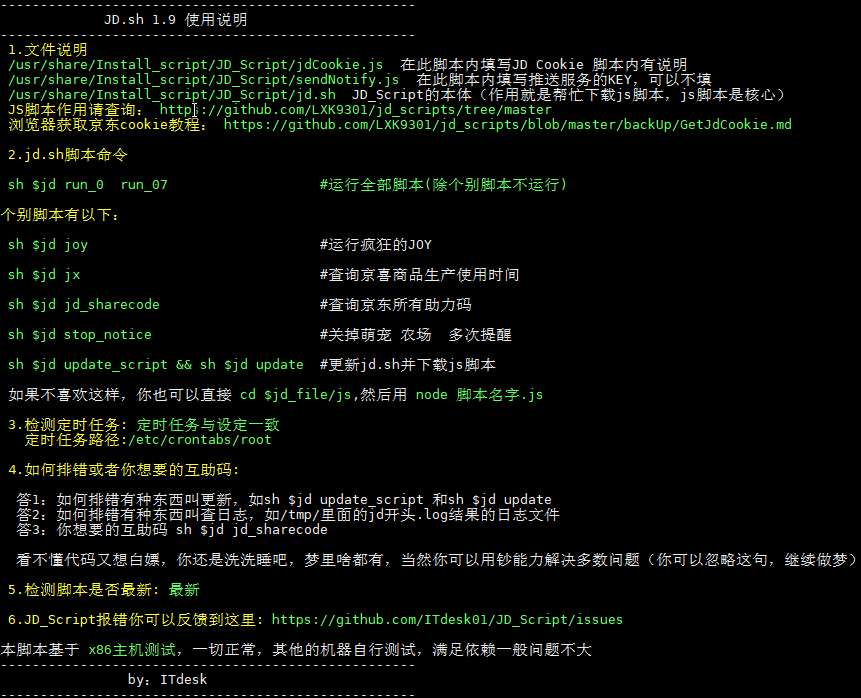 ---------------------------------------------------
JD.sh 1.9 使用说明
---------------------------------------------------
1.文件说明
/usr/share/Install_script/JD_Script/jdCookie.js 在此脚本内填写JD Cookie 脚本内有说明
/usr/share/Install_script/JD_Script/sendNotify.js 在此脚本内填写推送服务的KEY，可以不填
/usr/share/Install_script/JD_Script/jd.sh JD_Script的本体（作用就是帮忙下载js脚本，js脚本是核心）
JS脚本作用请查询： https://github.com/LXK9301/jd_scripts/tree/master
浏览器获取京东cookie教程： https://github.com/LXK9301/jd_scripts/blob/master/backUp/GetJdCookie.md
2.jd.sh脚本命令
sh $jd run_0 run_07 #运行全部脚本(除个别脚本不运行)
个别脚本有以下：
sh $jd joy #运行疯狂的JOY
sh $jd jx #查询京喜商品生产使用时间
sh $jd jd_sharecode #查询京东所有助力码
sh $jd stop_notice #关掉萌宠 农场 多次提醒
sh $jd update_script && sh $jd update #更新jd.sh并下载js脚本
如果不喜欢这样，你也可以直接 cd $jd_file/js,然后用 node 脚本名字.js
3.检测定时任务: 定时任务与设定一致
定时任务路径:/etc/crontabs/root
4.如何排错或者你想要的互助码:
答1：如何排错有种东西叫更新，如sh $jd update_script 和sh $jd update
答2：如何排错有种东西叫查日志，如/tmp/里面的jd开头.log结果的日志文件
答3：你想要的互助码 sh $jd jd_sharecode
看不懂代码又想白嫖，你还是洗洗睡吧，梦里啥都有，当然你可以用钞能力解决多数问题（你可以忽略这句，继续做梦）
5.检测脚本是否最新: 最新
6.JD_Script报错你可以反馈到这里: https://github.com/ITdesk01/JD_Script/issues
本脚本基于 x86主机测试，一切正常，其他的机器自行测试，满足依赖一般问题不大
---------------------------------------------------
by：ITdesk
---------------------------------------------------